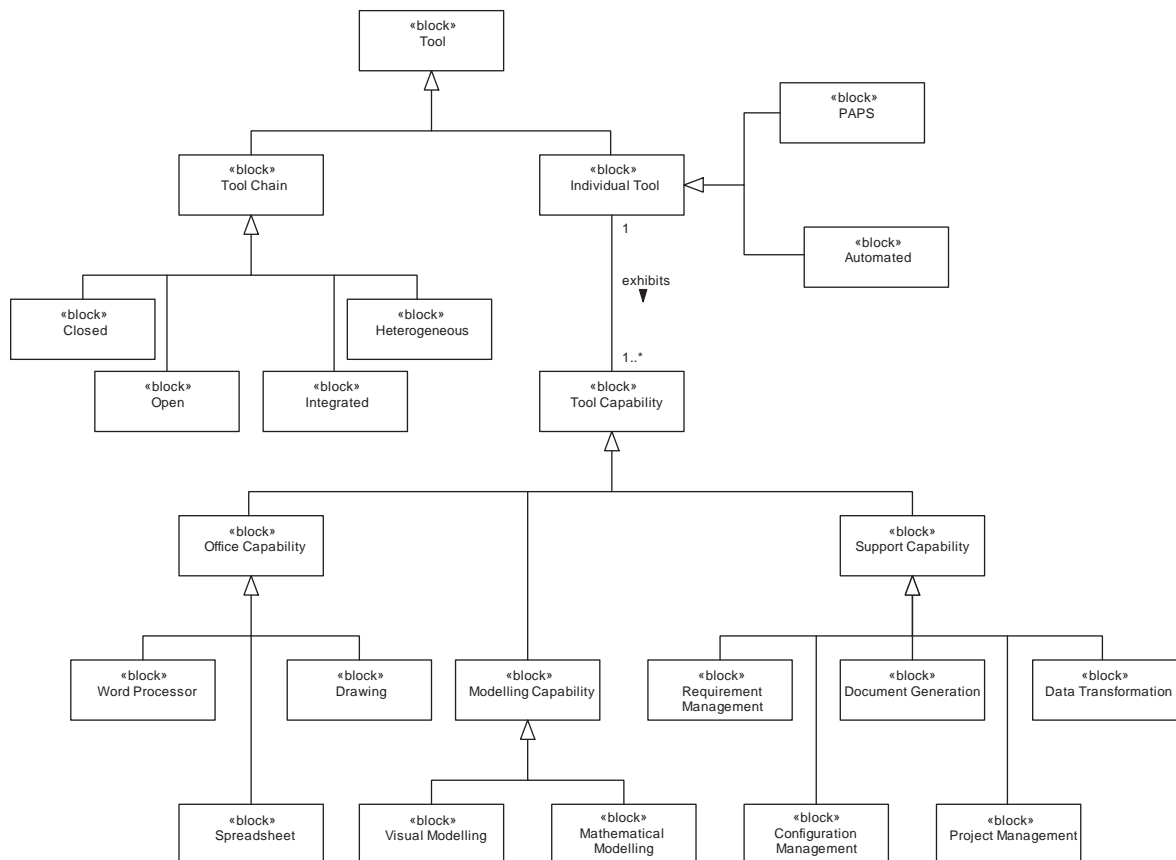 «block»
Tool
«block»
PAPS
«block»
Tool Chain
«block»
Individual Tool
1
«block»
Automated
exhibits
«block»
Closed
«block»
Heterogeneous
1..*
«block»
Open
«block»
Integrated
«block»
Tool Capability
«block»
Office Capability
«block»
Support Capability
«block»
Word Processor
«block»
Drawing
«block»
Modelling Capability
«block»
Requirement
Management
«block»
Document Generation
«block»
Data Transformation
«block»
Spreadsheet
«block»
Visual Modelling
«block»
Mathematical
Modelling
«block»
Configuration
Management
«block»
Project Management